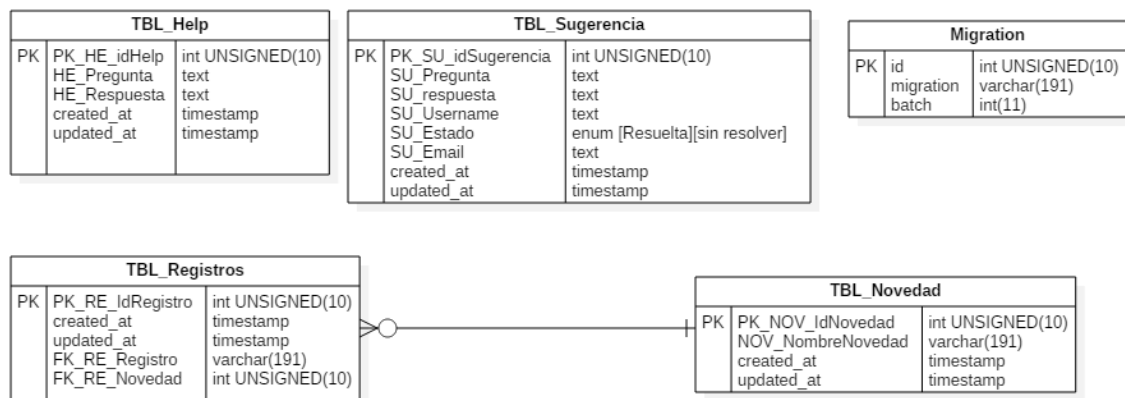 TBL_Help
PK PK_HE_idHelp int UNSIGNED(10)
HE_Pregunta text
HE_Respuesta text
created_at timestamp
updated_at timestamp
TBL_Sugerencia
PK PK_SU_idSugerencia int UNSIGNED(10)
SU_Pregunta text
SU_respuesta text
SU_Username text
SU_Estado enum [Resuelta][sin resolver]
SU_Email text
created_at timestamp
updated_at timestamp
Migration
PK id int UNSIGNED(10)
migration varchar(191)
batch int(11)
TBL_Registros
PK PK_RE_IdRegistro int UNSIGNED(10)
created_at timestamp
updated_at timestamp
FK_RE_Registro varchar(191)
FK_RE_Novedad int UNSIGNED(10)
TBL_Novedad
PK PK_NOV_IdNovedad int UNSIGNED(10)
NOV_NombreNovedad varchar(191)
created_at timestamp
updated_at timestamp